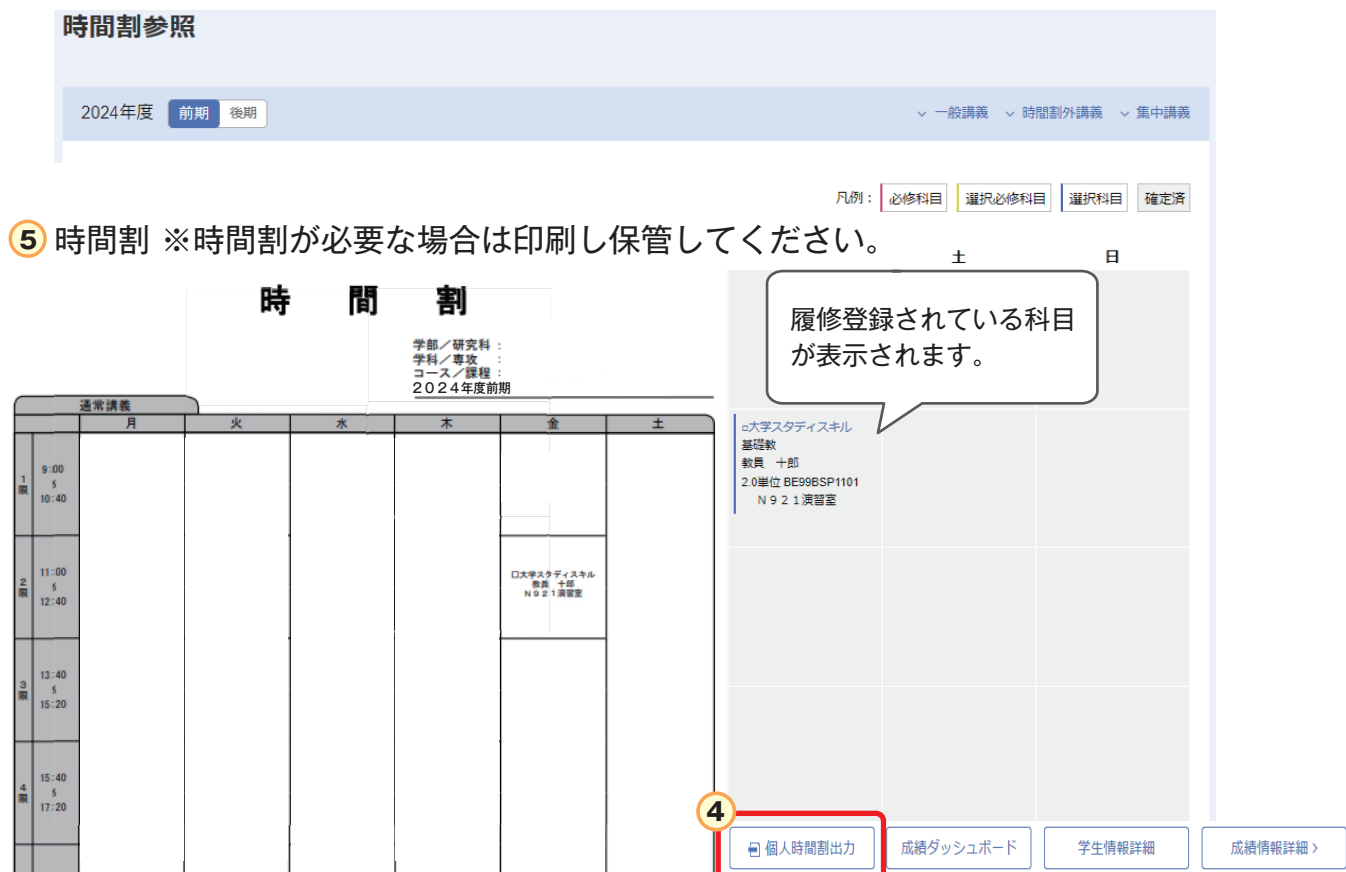 時間割参照
2024年度 前期 後期
一般講義 時間割外講義 集中講義
凡例： 必修科目 選択必修科目 選択科目 確定済
5 時間割 ※時間割が必要な場合は印刷し保管してください。
土 日
履修登録されている科目
が表示されます。
時 間 割
学部／研究科：
学科／専攻：
コース／課程：
２０２４年度前期
通常講義
月 火 水 木 金 土
1限 9:00 〜 10:40
2限 11:00 〜 12:40
口大学スタディスキル
教員 十郎
Ｎ９２１演習室
3限 13:40 〜 15:20
4限 15:40 〜 17:20
□大学スタディスキル
基礎教
教員 十郎
2.0単位 BE99BSP1101
Ｎ９２１演習室
4
個人時間割出力 成績ダッシュボード 学生情報詳細 成績情報詳細 >